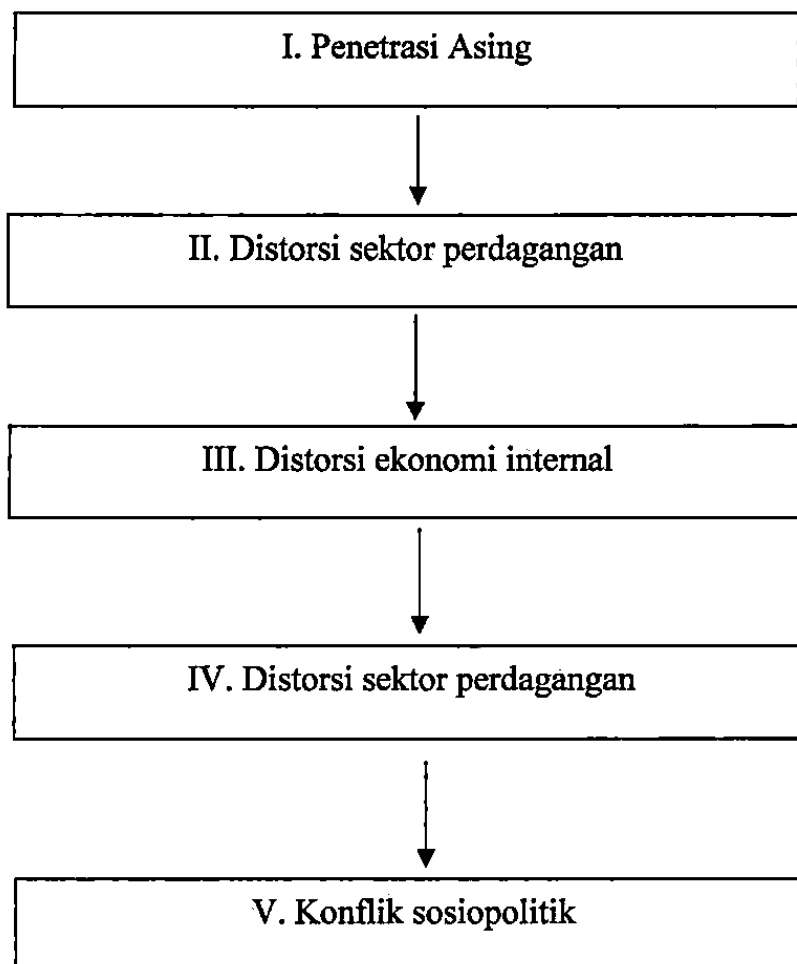 I. Penetrasi Asing
II. Distorsi sektor perdagangan
III. Distorsi ekonomi internal
IV. Distorsi sektor perdagangan
V. Konflik sosiopolitik